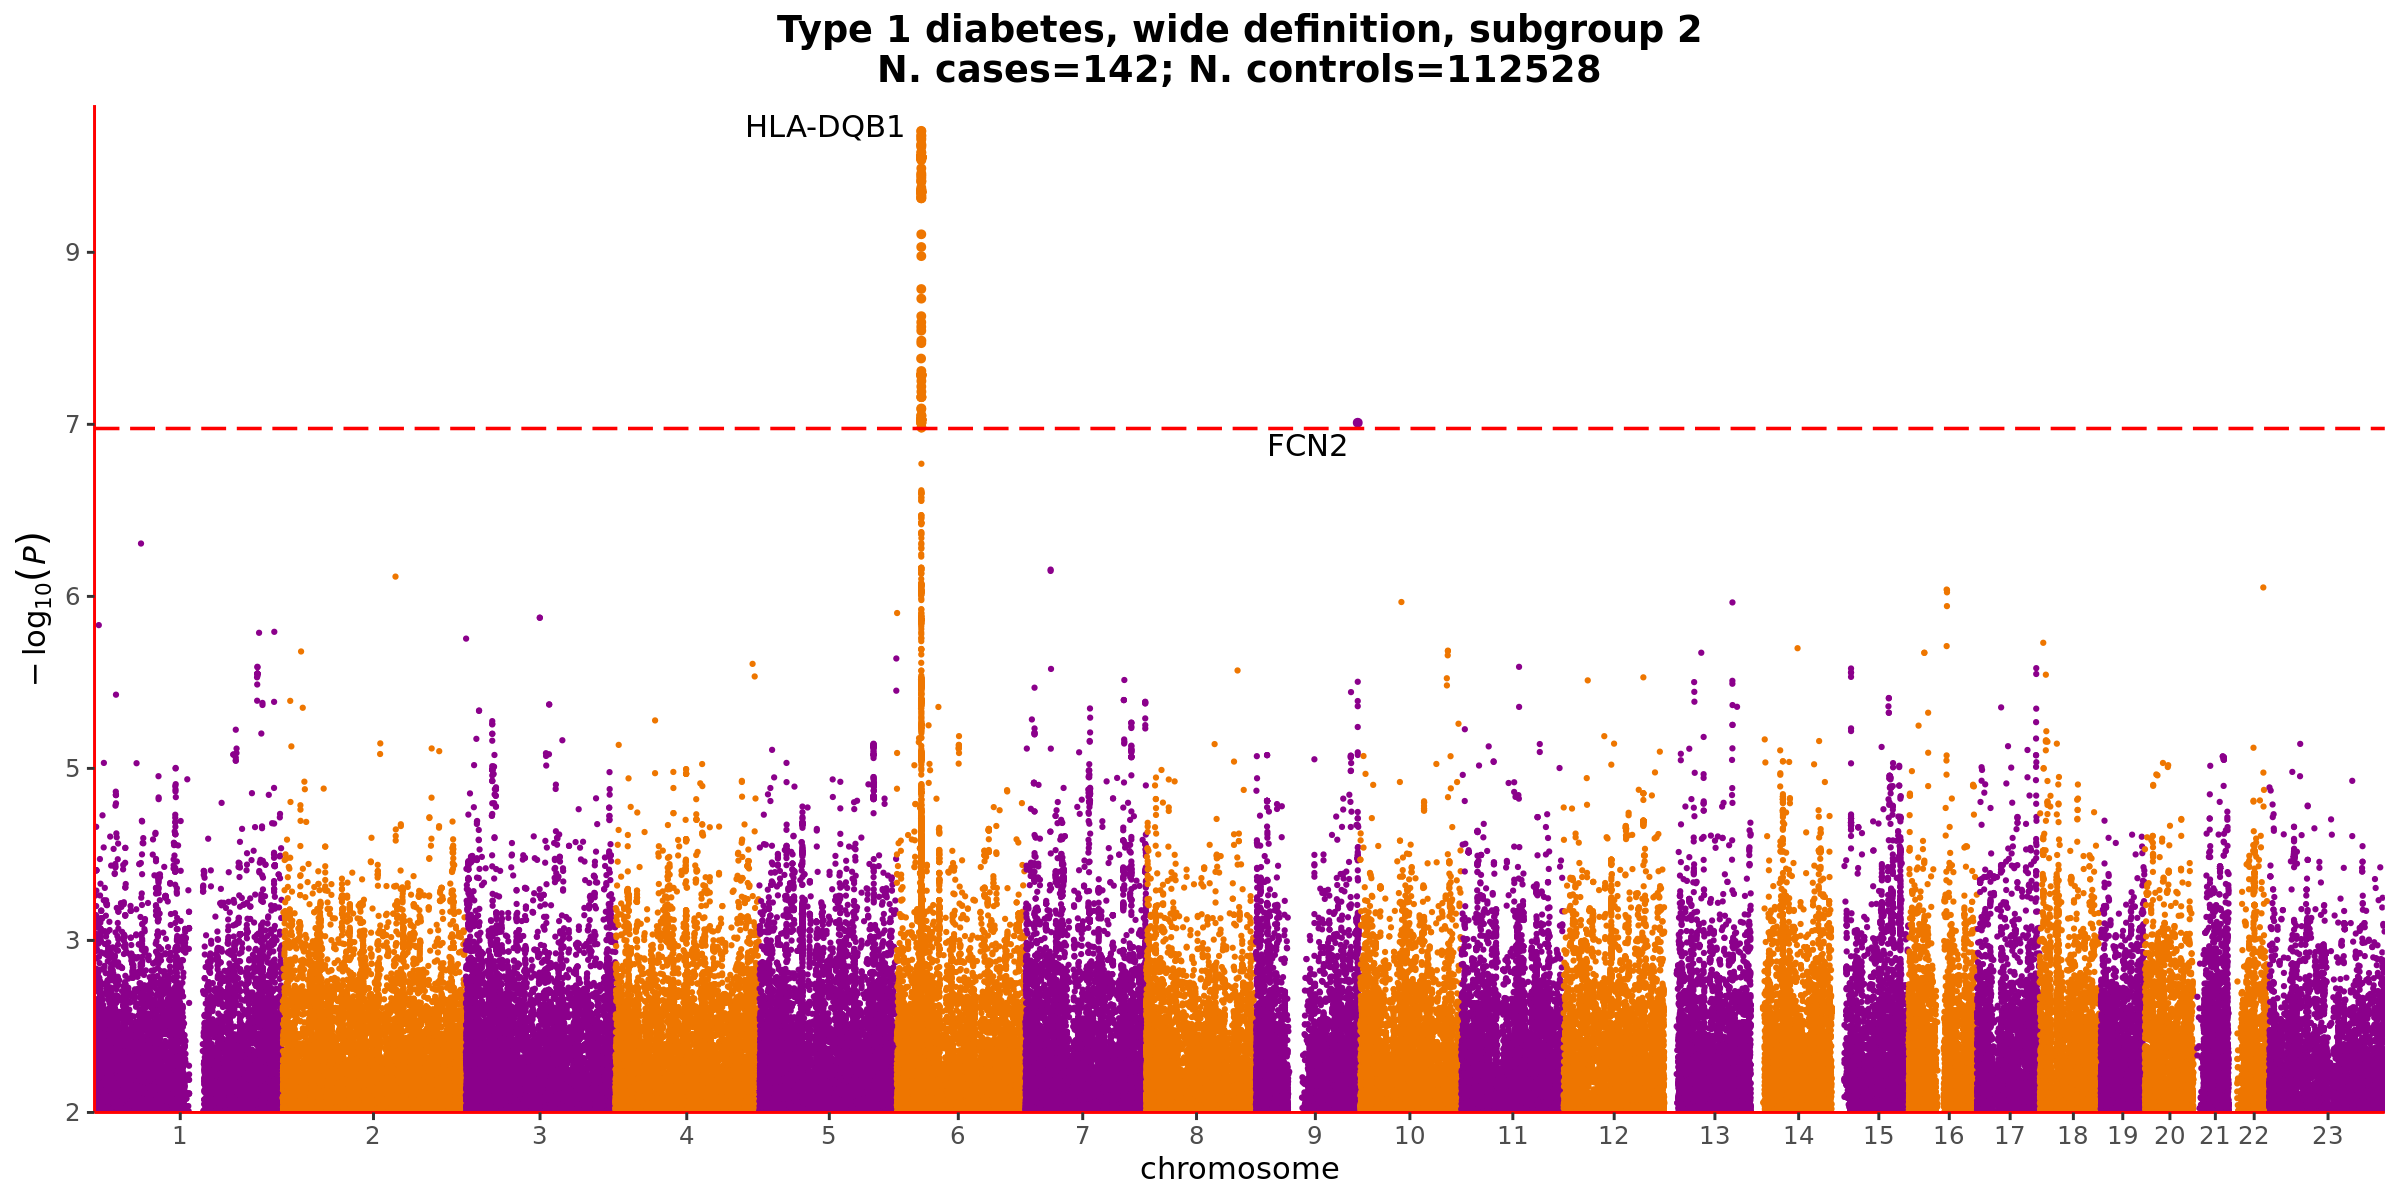 Type 1 diabetes, wide definition, subgroup 2
N. cases=142; N. controls=112528
HLA-DQB1
9
7
FCN2
6
5
3
2
− log10(P)
1 2 3 4 5 6 7 8 9 10 11 12 13 14 15 16 17 18 19 20 21 22 23
chromosome